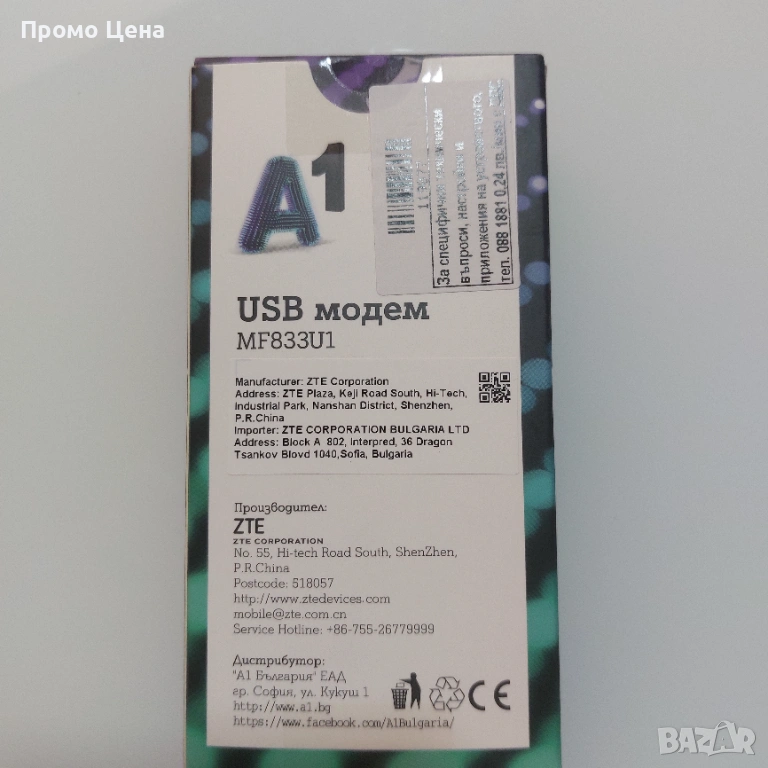 Промо Цена
A1
За специфични технически
въпроси, настройки и
приложения на устройството,
тел. 088 1881 0.24 лв.
USB модем
MF833U1
Manufacturer: ZTE Corporation
Address: ZTE Plaza, Keji Road South, Hi-Tech,
Industrial Park, Nanshan District, Shenzhen,
P.R.China
Importer: ZTE CORPORATION BULGARIA LTD
Address: Block A 802, Interpred, 36 Dragon
Tsankov Blovd 1040,Sofia, Bulgaria
Производител:
ZTE
ZTE CORPORATION
No. 55, Hi-tech Road South, ShenZhen,
P.R.China
Postcode: 518057
http://www.ztedevices.com
mobile@zte.com.cn
Service Hotline: +86-755-26779999
Дистрибутор:
"А1 България" ЕАД
гр. София, ул. Кукуш 1
http://www.a1.bg
https://www.facebook.com/A1Bulgaria/
CE
BAZAR